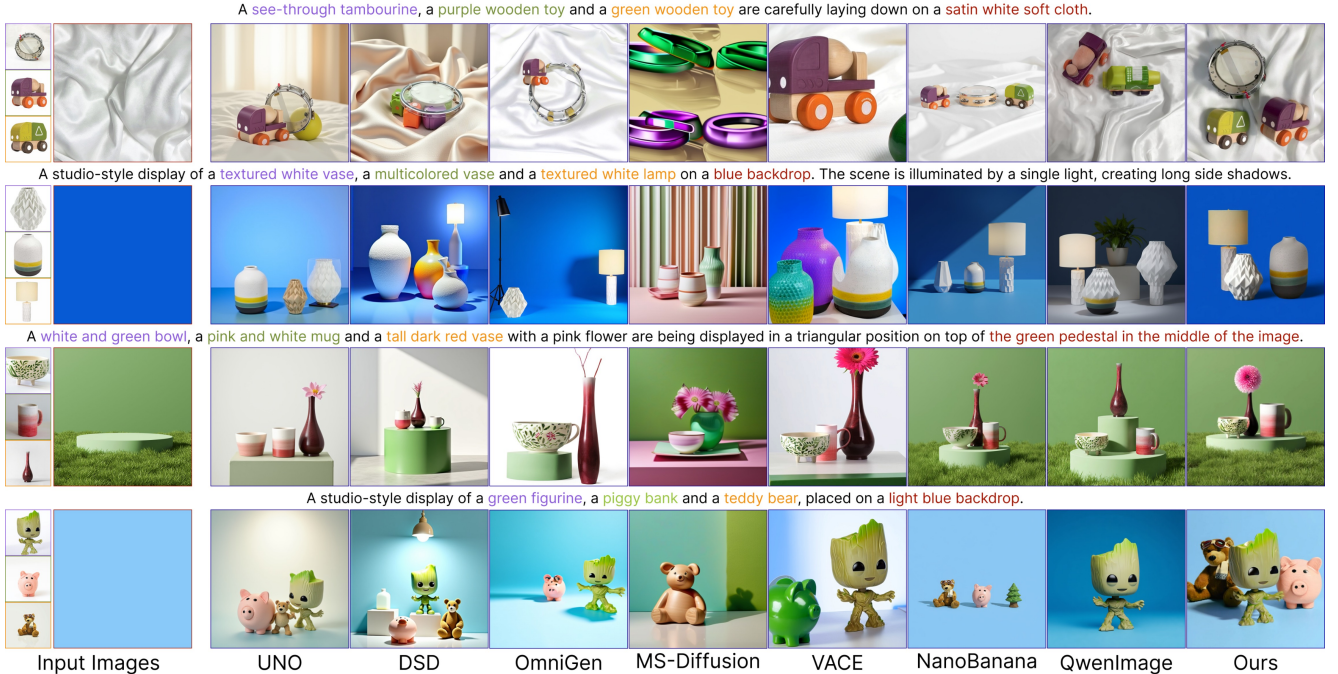 A see-through tambourine, a purple wooden toy and a green wooden toy are carefully laying down on a satin white soft cloth.
A studio-style display of a textured white vase, a multicolored vase and a textured white lamp on a blue backdrop. The scene is illuminated by a single light, creating long side shadows.
A white and green bowl, a pink and white mug and a tall dark red vase with a pink flower are being displayed in a triangular position on top of the green pedestal in the middle of the image.
A studio-style display of a green figurine, a piggy bank and a teddy bear, placed on a light blue backdrop.
Input Images UNO DSD OmniGen MS-Diffusion VACE NanoBanana QwenImage Ours